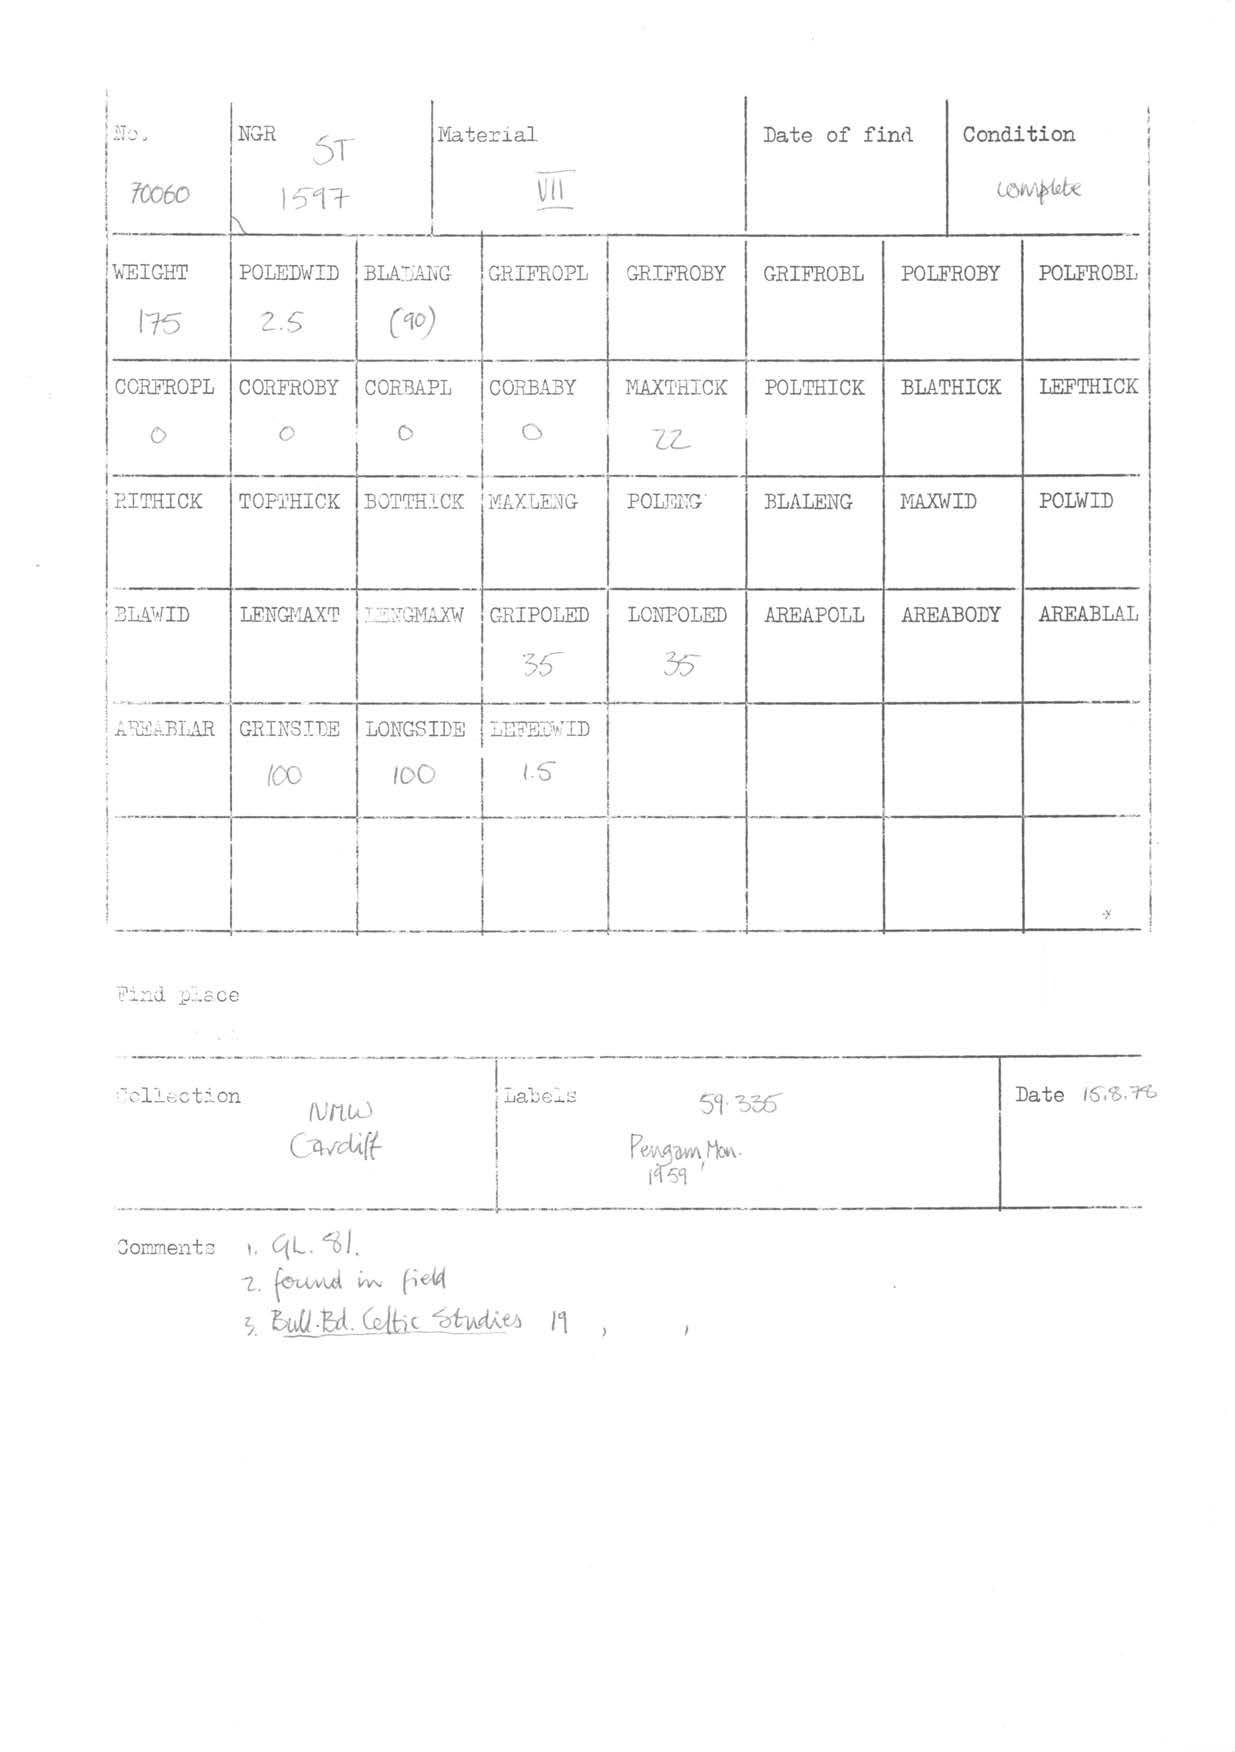 No. NGR ST Material Date of find Condition
70060 1597 VII complete
WEIGHT POLEDWID BLADANG GRIFROPL GRIFROBY GRIFROBL POLFROBY POLFROBL
175 2.5 (90)
CORFROPL CORFROBY CORBAPL CORBABY MAXTHICK POLTHICK BLATHICK LEFTHICK
0 0 0 0 22
RITHICK TOPTHICK BOTTHICK MAXLENG POLENG BLALENG MAXWID POLWID
BLAWID LENGMAXT LENGMAXW GRIPOLED LONPOLED AREAPOLL AREABODY AREABLAL
35 35
AREABLAR GRINSIDE LONGSIDE LEFEDWID
100 100 1.5
Find place
Collection NMW Labels 59.335 Date 15.8.78
Cardiff Pengam, Mon.
1959
Comments 1. GL. 81.
2. found in field
3. Bull. Bd. Celtic Studies 19 , ,